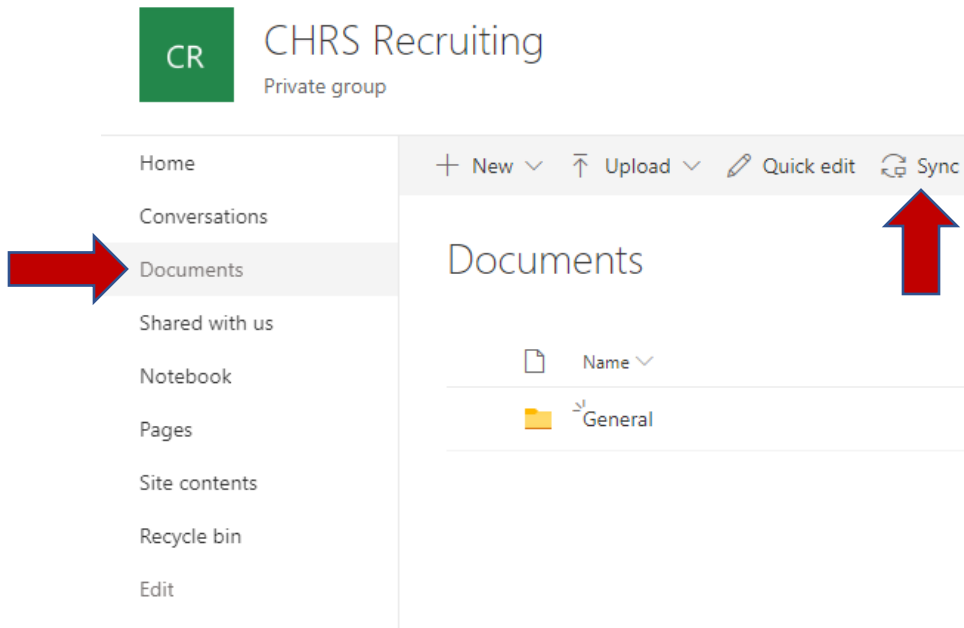 CR
CHRS Recruiting
Private group
Home
Conversations
Documents
Shared with us
Notebook
Pages
Site contents
Recycle bin
Edit
New Upload Quick edit Sync
Documents
Name
General